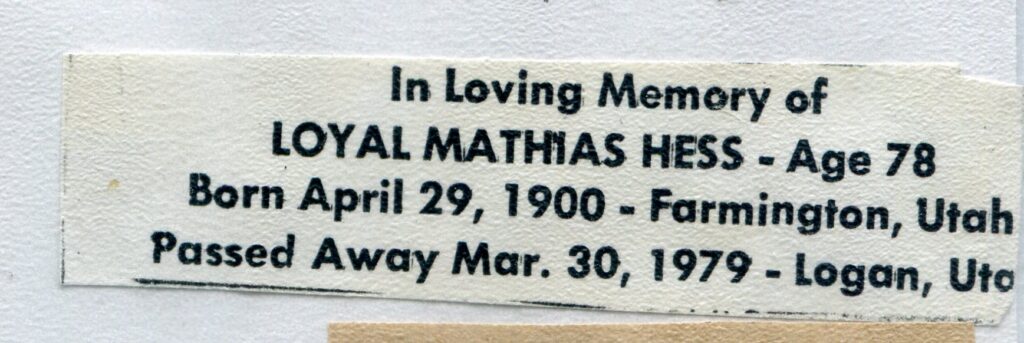 In Loving Memory of
LOYAL MATHIAS HESS - Age 78
Born April 29, 1900 - Farmington, Utah
Passed Away Mar. 30, 1979 - Logan, Uta